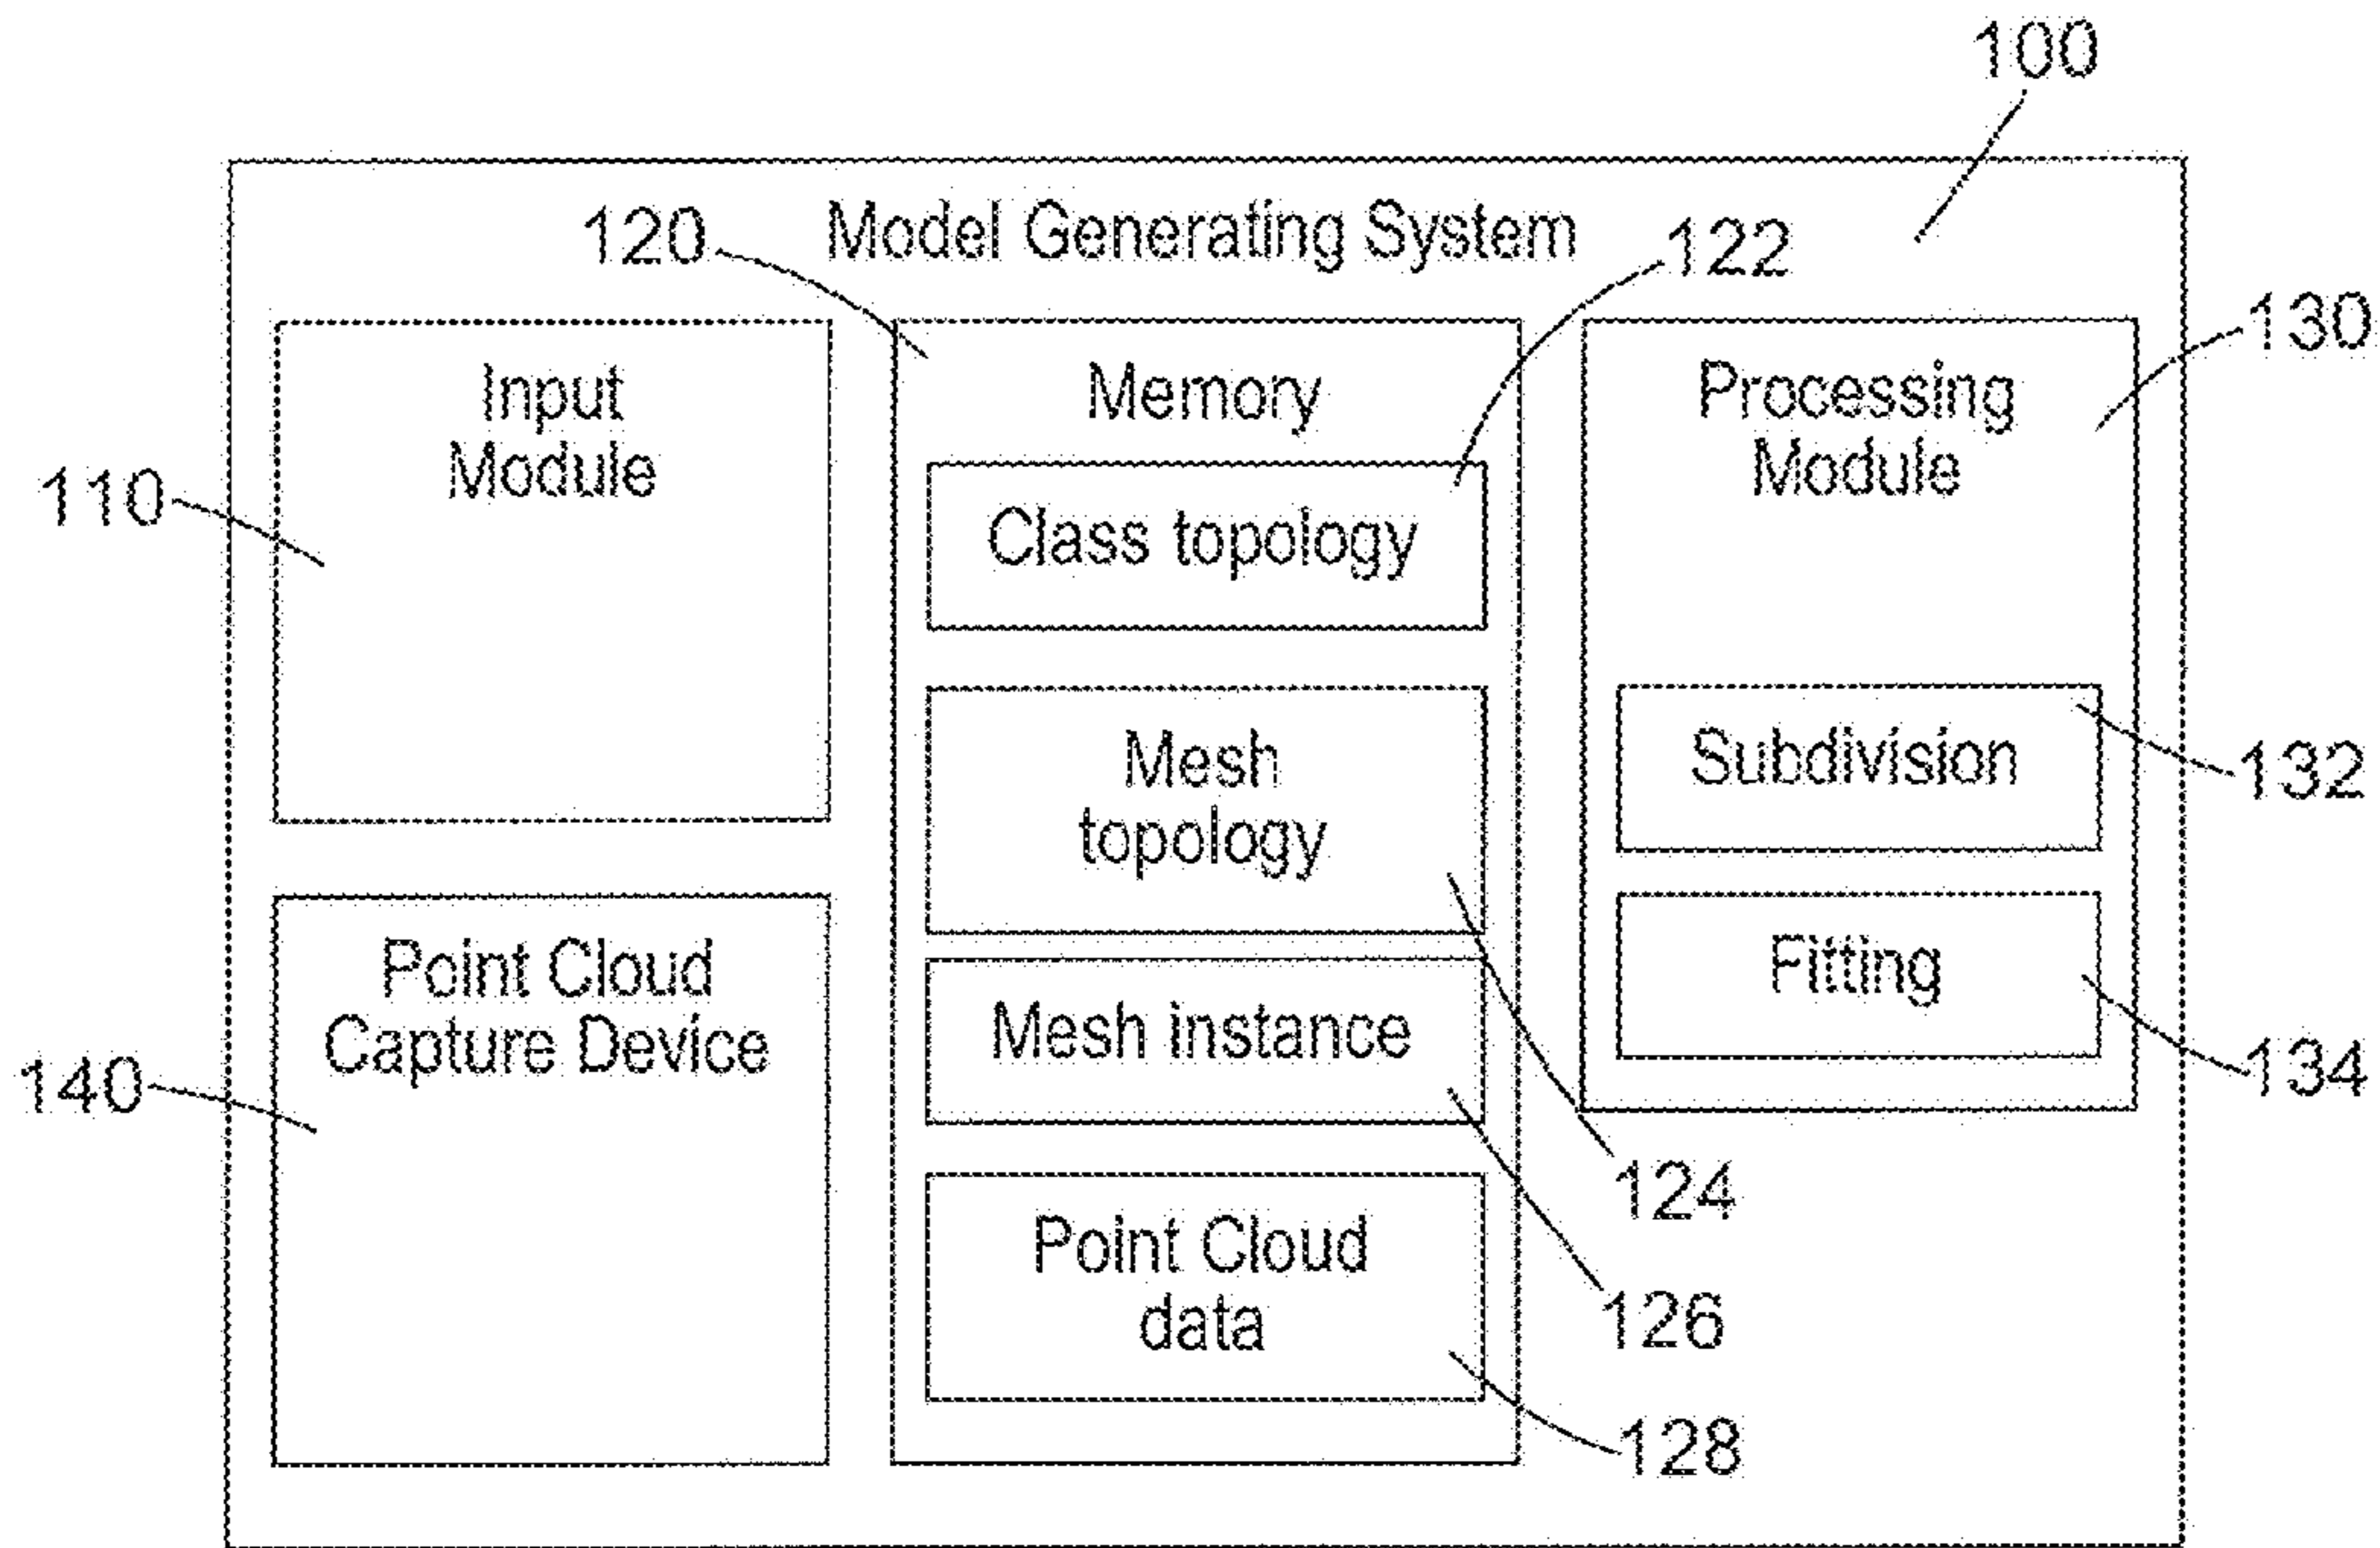 100
120
Model Generating System
122
130
Input
Module
110
Memory
Class topology
Mesh
topology
Mesh instance
Point Cloud
data
Processing
Module
Subdivision
132
Fitting
134
Point Cloud
Capture Device
140
124
126
128